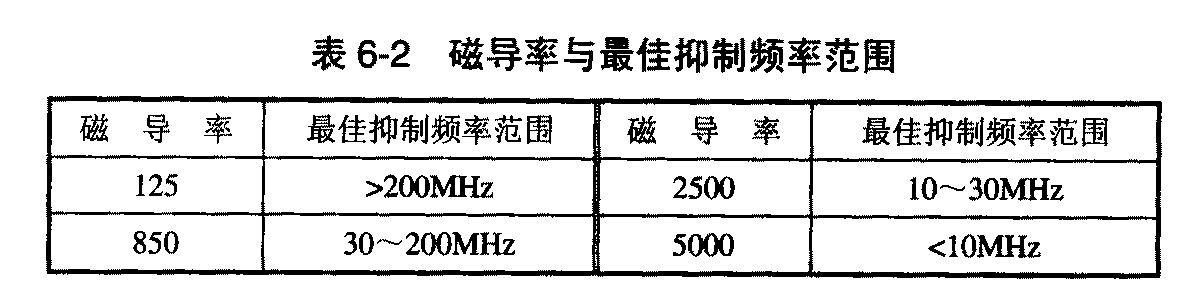 表 6-2 磁导率与最佳抑制频率范围
磁 导 率 最佳抑制频率范围 磁 导 率 最佳抑制频率范围
125 >200MHz 2500 10～30MHz
850 30～200MHz 5000 <10MHz